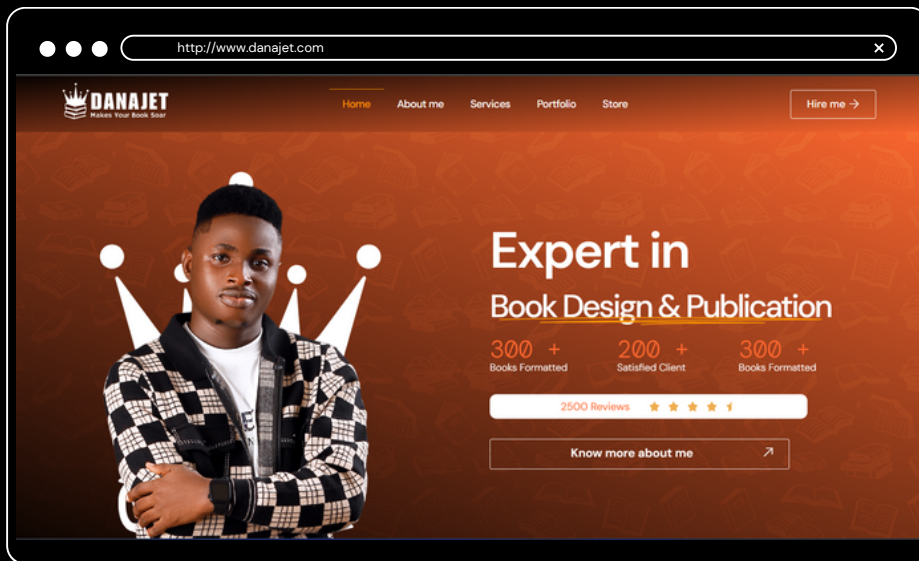 http://www.danajet.com
DANAJET
Makes Your Book Soar
Home About me Services Portfolio Store
Hire me
Expert in
Book Design & Publication
300 + 200 + 300 +
Books Formatted Satisfied Client Books Formatted
2500 Reviews
Know more about me